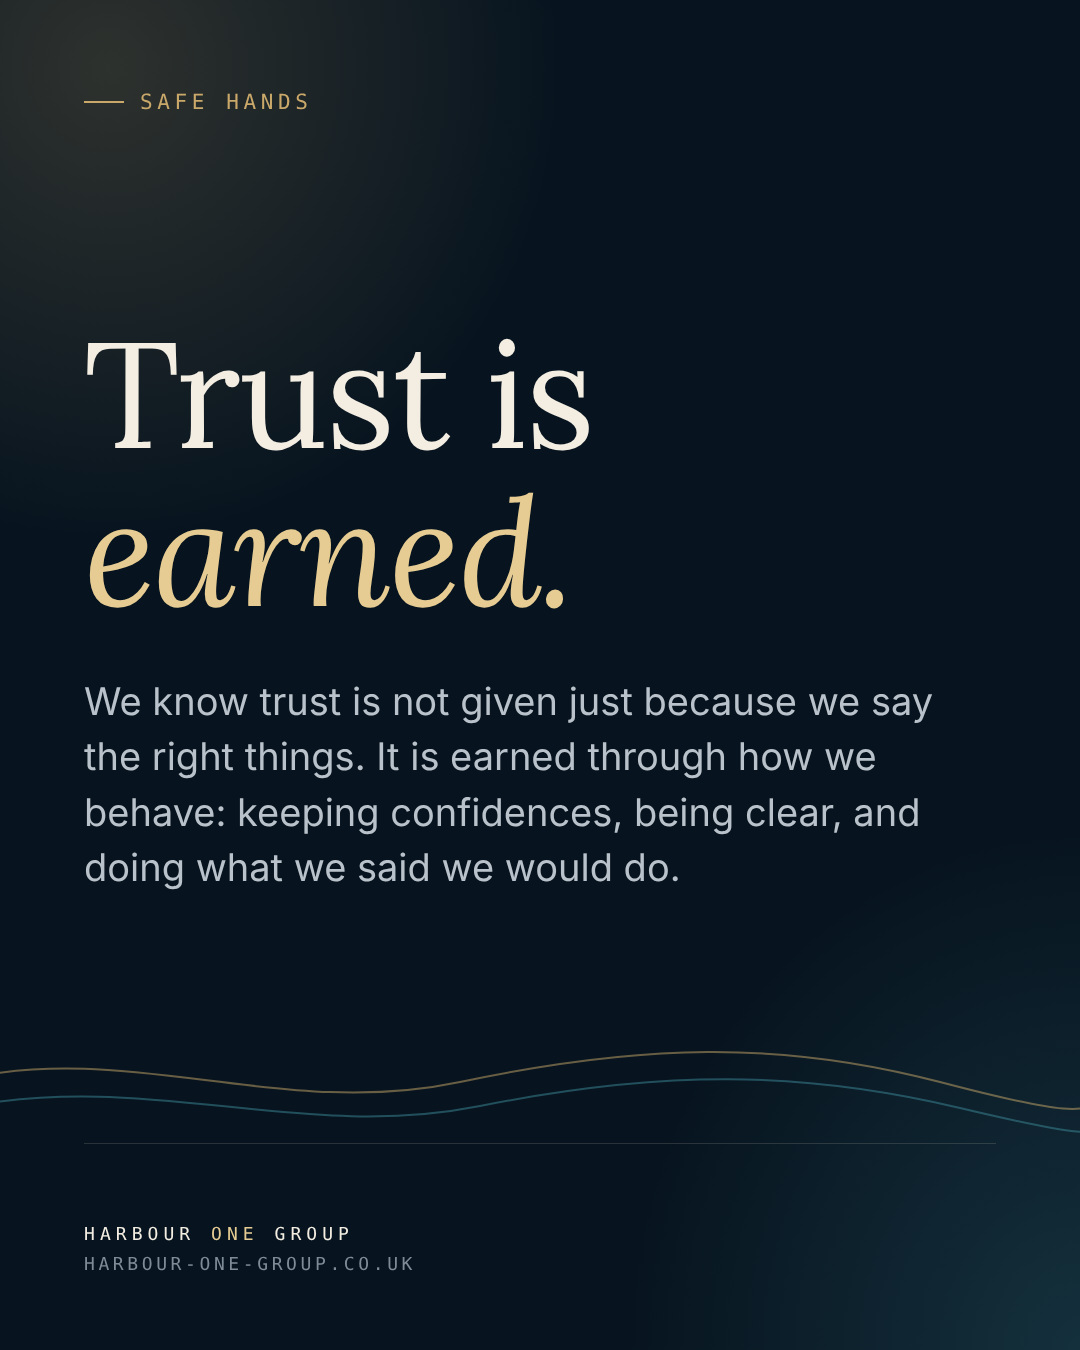 SAFE HANDS
Trust is
earned.
We know trust is not given just because we say
the right things. It is earned through how we
behave: keeping confidences, being clear, and
doing what we said we would do.
HARBOUR ONE GROUP
HARBOUR-ONE-GROUP.CO.UK